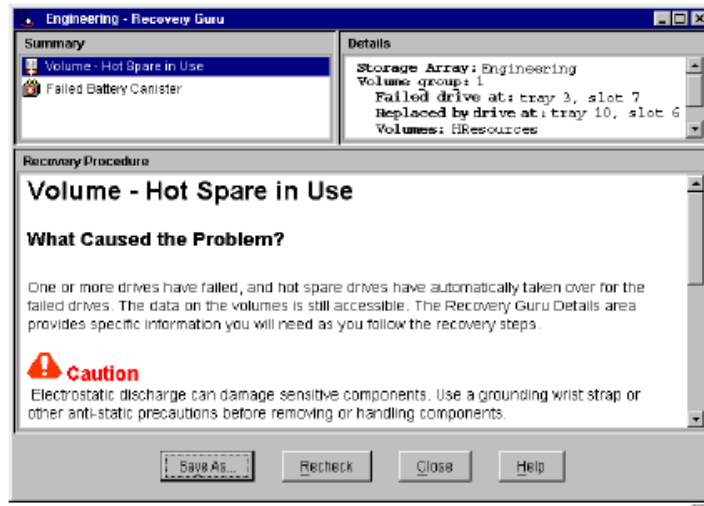 Engineering - Recovery Guru
Summary
Volume - Hot Spare in Use
Failed Battery Canister
Details
Storage Array: Engineering
Volume group: 1
Failed drive at: tray 3, slot 7
Replaced by drive at: tray 10, slot 6
Volumes: HResources
Recovery Procedure
Volume - Hot Spare in Use
What Caused the Problem?
One or more drives have failed, and hot spare drives have automatically taken over for the
failed drives. The data on the volumes is still accessible. The Recovery Guru Details area
provides specific information you will need as you follow the recovery steps.
Caution
Electrostatic discharge can damage sensitive components. Use a grounding wrist strap or
other anti-static precautions before removing or handling components.
Save As... Recheck Close Help